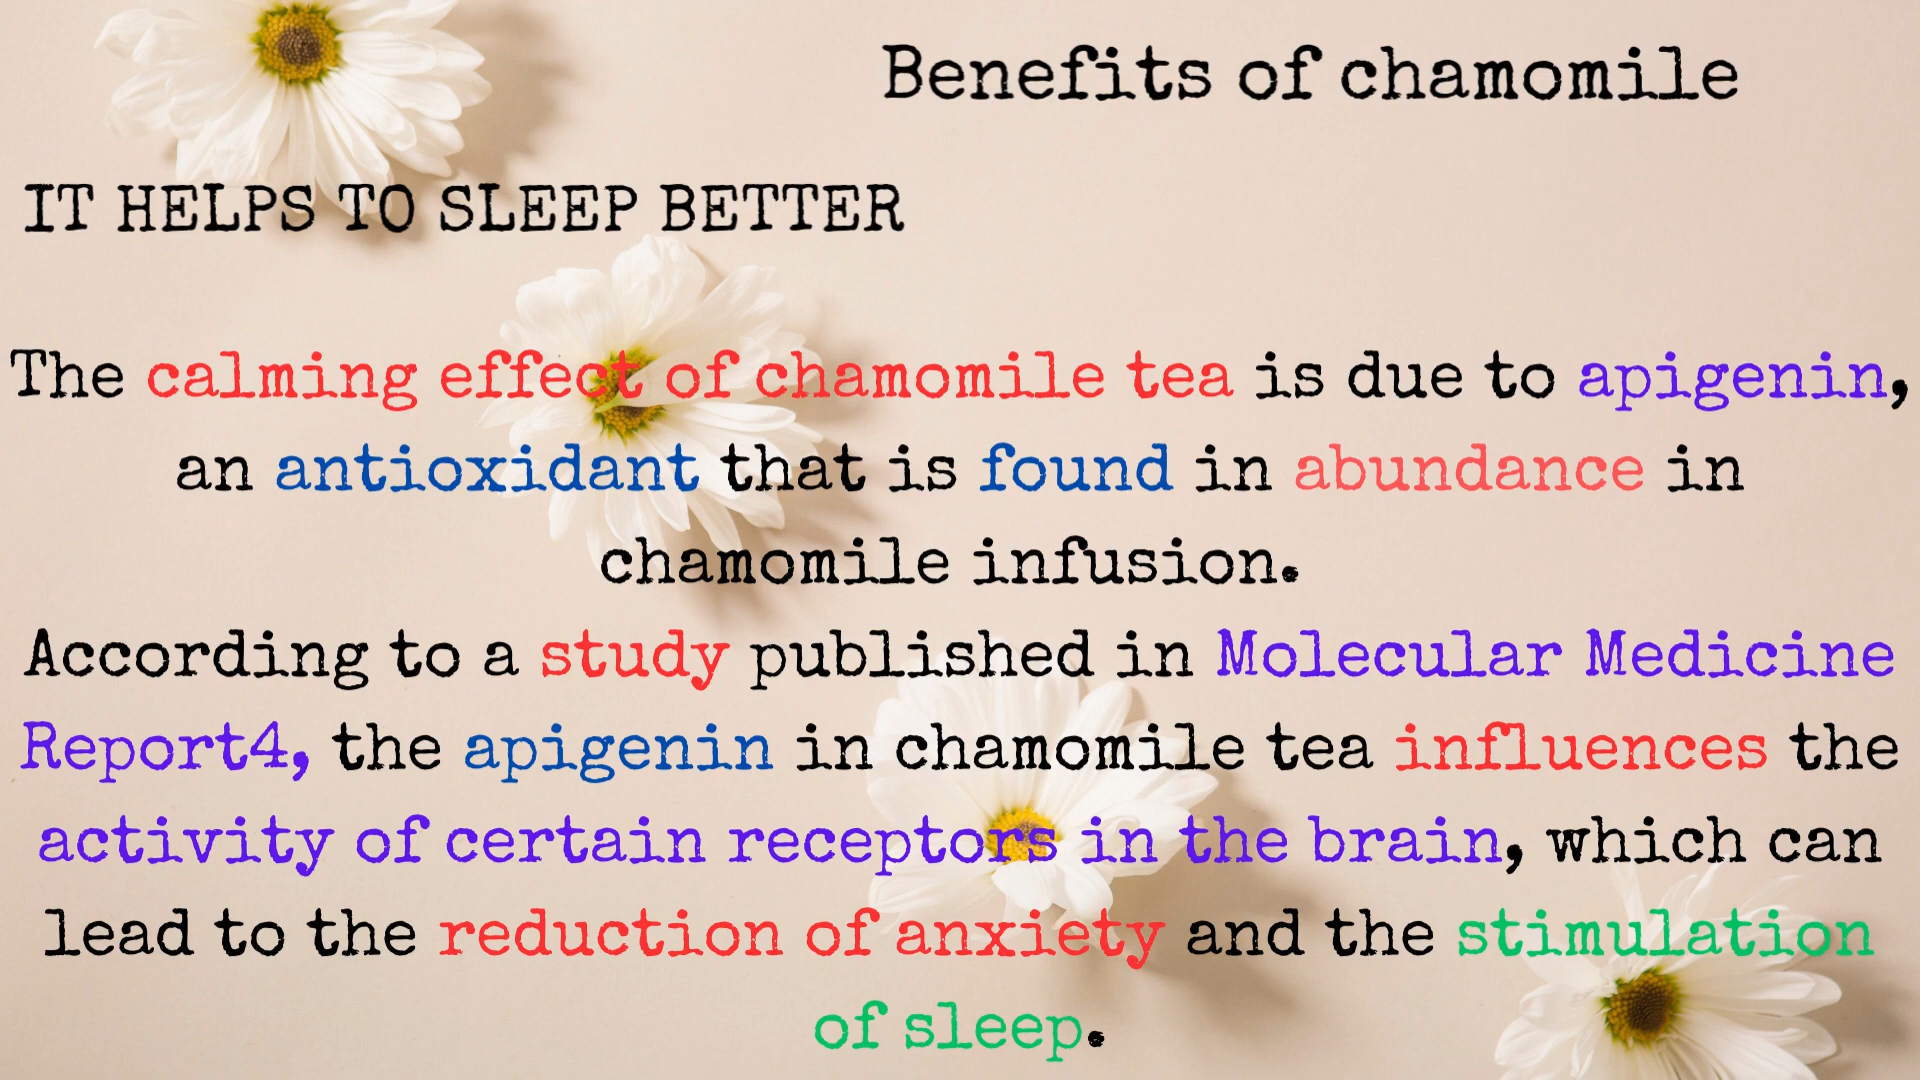 Benefits of chamomile
IT HELPS TO SLEEP BETTER
The calming effect of chamomile tea is due to apigenin,
an antioxidant that is found in abundance in
chamomile infusion.
According to a study published in Molecular Medicine
Report4, the apigenin in chamomile tea influences the
activity of certain receptors in the brain, which can
lead to the reduction of anxiety and the stimulation
of sleep.